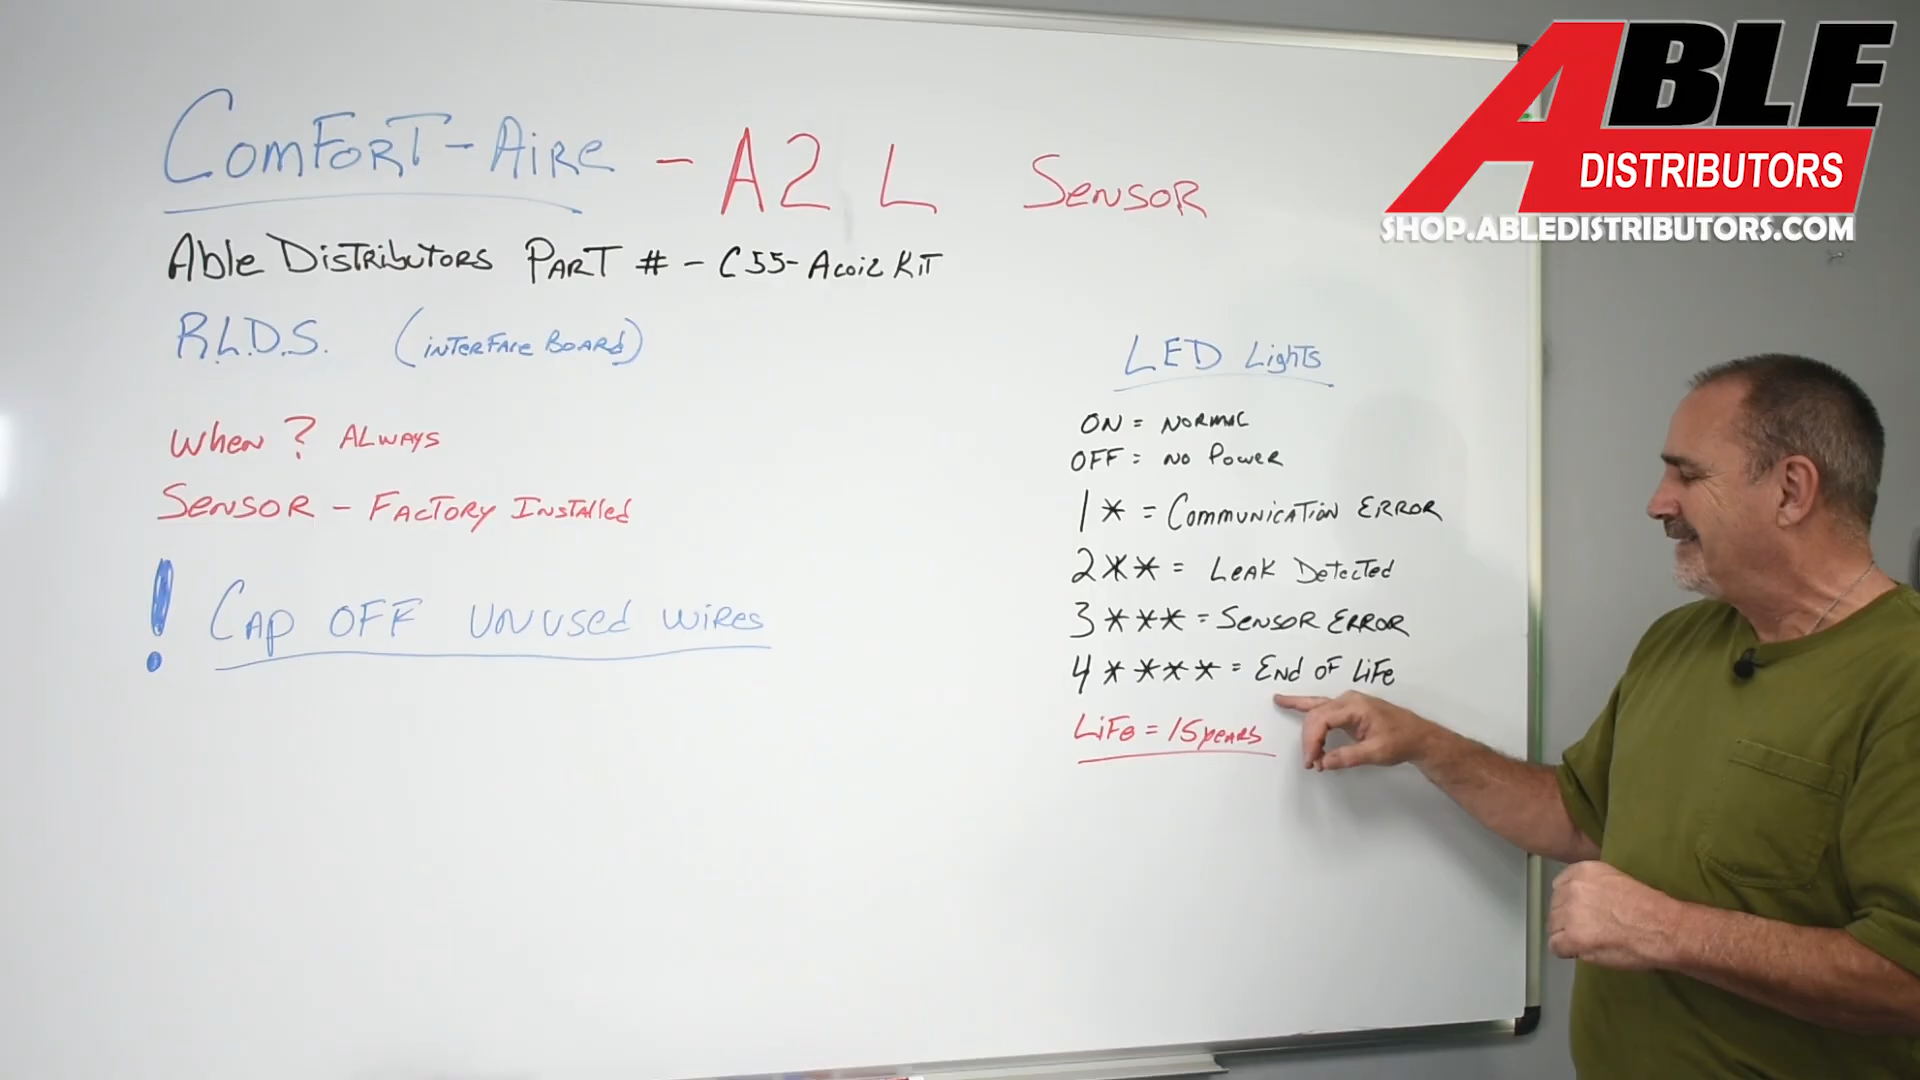 ABLE
DISTRIBUTORS
SHOP.ABLEDISTRIBUTORS.COM
ComFoRT-AiRe - A2L SenSoR
Able DisTRibuToRS PaRT # - C55-AcoilKiT
R.L.D.S. (inTeRFace BoaRd)
When? ALWAYS
SenSoR - FacToRy InsTalled
! Cap OFF unused wiRes
LED LighTs
ON = NoRmal
OFF = No PoweR
1* = CommunicaTion ERRoR
2** = Leak DeTecTed
3*** = SenSoR ERRoR
4**** = End oF LiFe
LiFe = 15 years